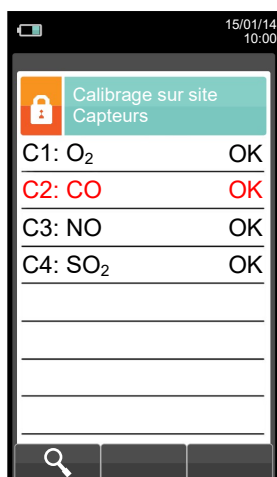 15/01/14
10:00
Calibrage sur site
Capteurs
C1: O₂ OK
C2: CO OK
C3: NO OK
C4: SO₂ OK